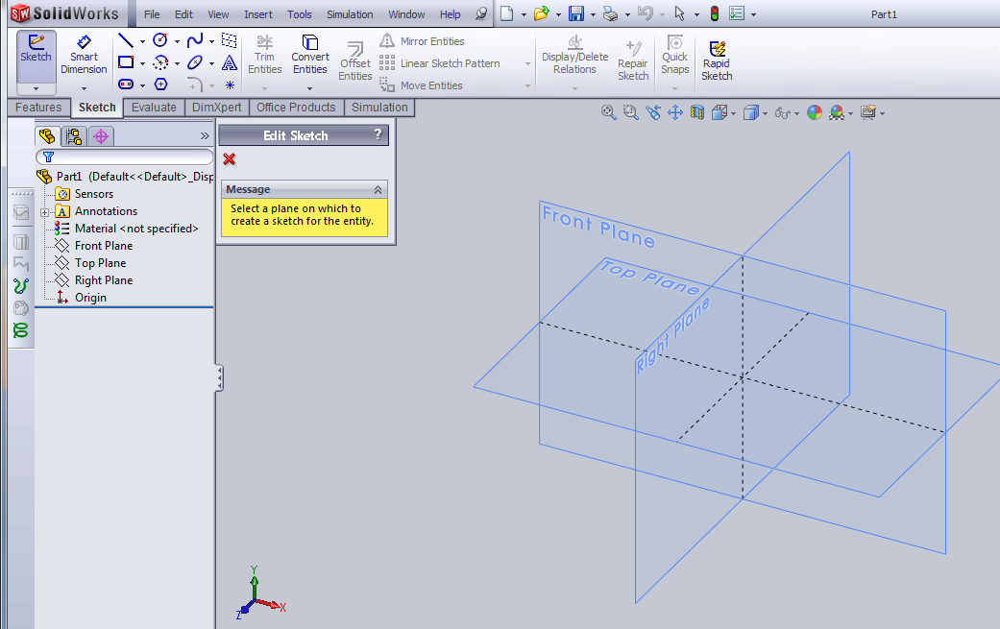 SW SolidWorks File Edit View Insert Tools Simulation Window Help Part1
Sketch Smart Dimension Trim Entities Convert Entities Offset Entities Mirror Entities Linear Sketch Pattern Move Entities Display/Delete Relations Repair Sketch Quick Snaps Rapid Sketch
Features Sketch Evaluate DimXpert Office Products Simulation
Edit Sketch ?
Message
Select a plane on which to
create a sketch for the entity.
Part1 (Default<<Default>_Disp
Sensors
A Annotations
Material <not specified>
Front Plane
Top Plane
Right Plane
Origin
Front Plane
Top Plane
Right Plane
Y
X
Z